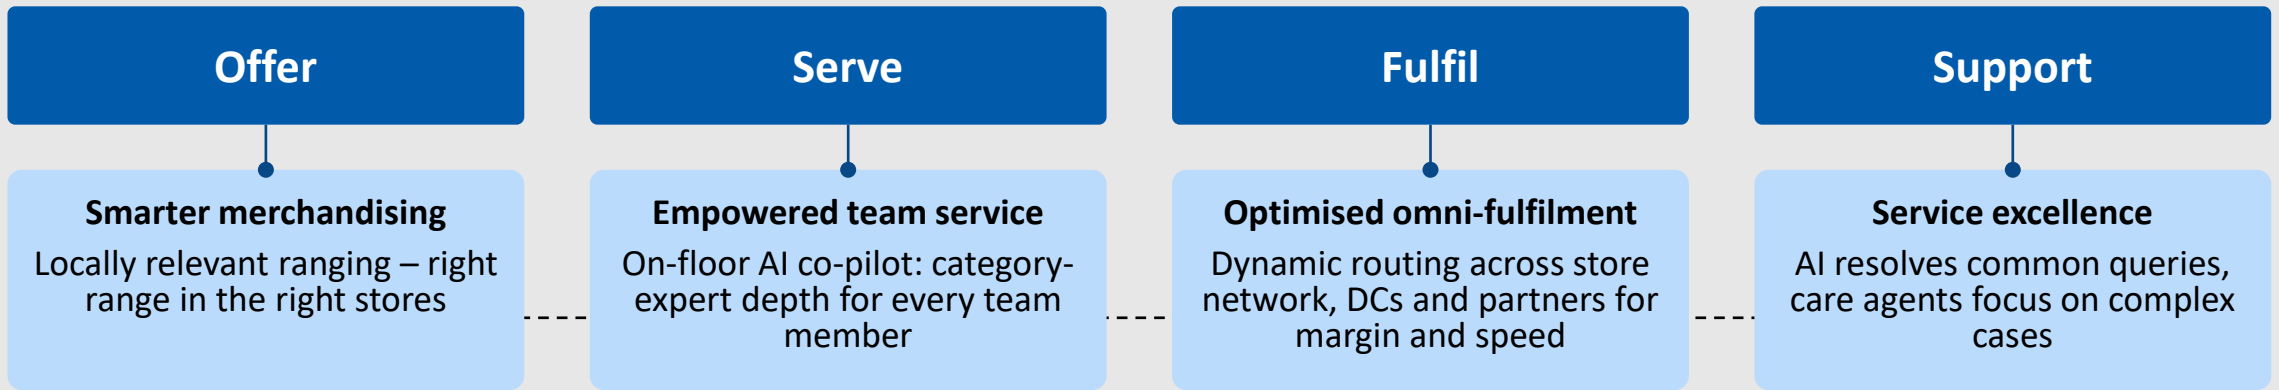 Offer
Smarter merchandising
Locally relevant ranging – right
range in the right stores
Serve
Empowered team service
On-floor AI co-pilot: category-
expert depth for every team
member
Fulfil
Optimised omni-fulfilment
Dynamic routing across store
network, DCs and partners for
margin and speed
Support
Service excellence
AI resolves common queries,
care agents focus on complex
cases